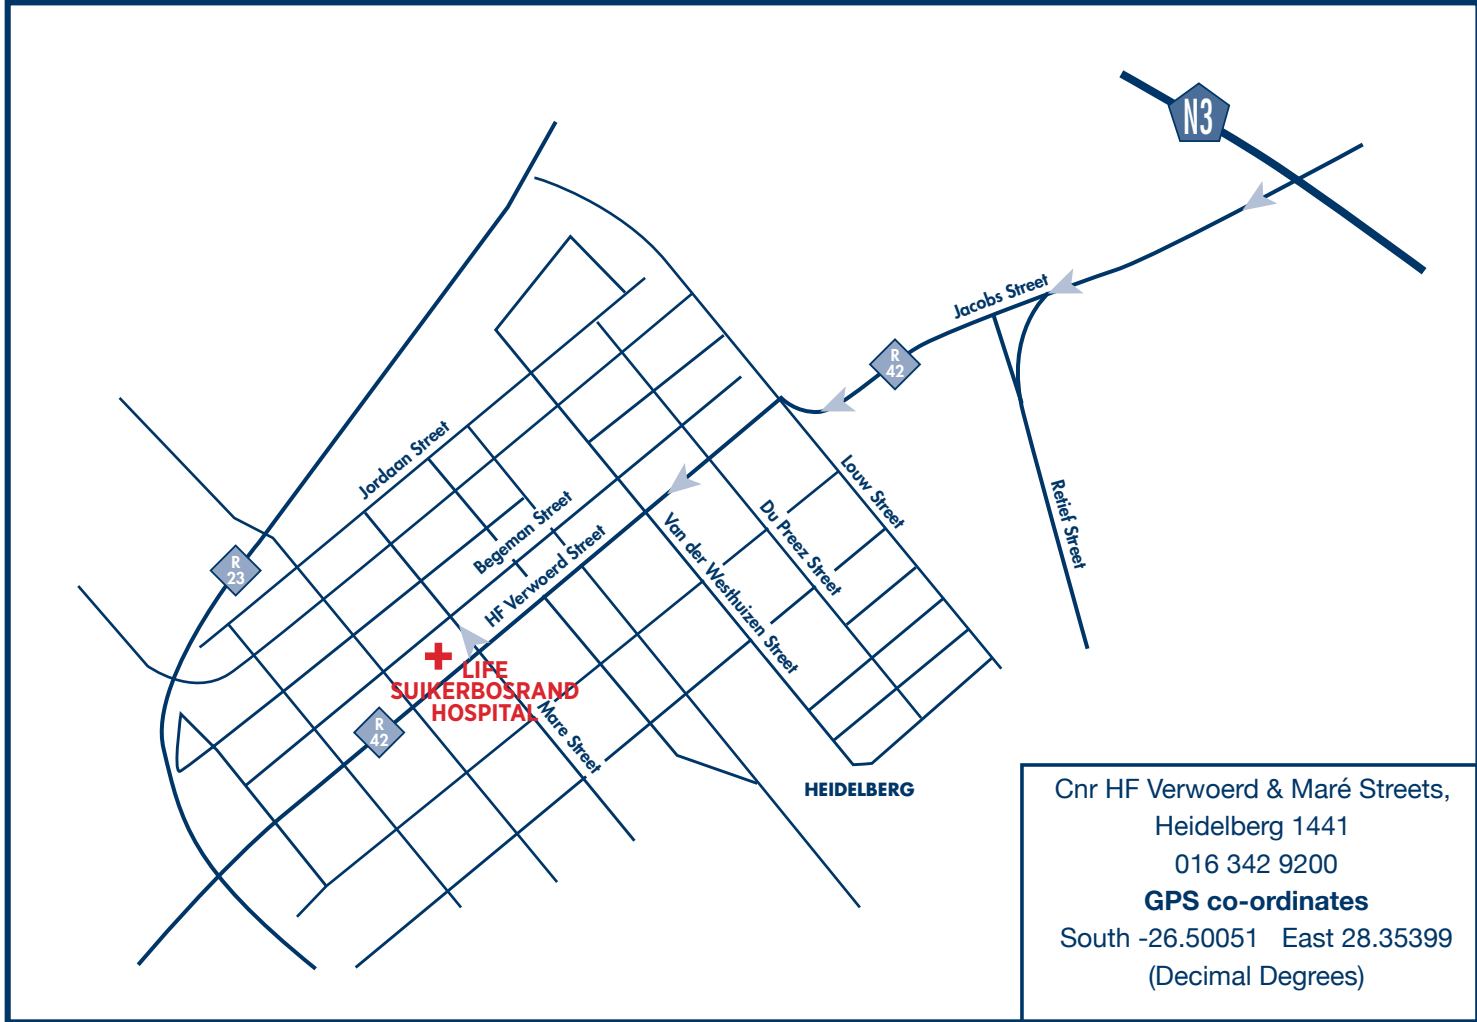 N3
Jacobs Street
R
42
Jordaan Street
Louw Street
Begeman Street
Retief Street
Du Preez Street
HF Verwoerd Street
Van der Westhuizen Street
R
23
LIFE
SUIKERBOSRAND
HOSPITAL
Mare Street
R
42
HEIDELBERG
Cnr HF Verwoerd & Maré Streets,
Heidelberg 1441
016 342 9200
GPS co-ordinates
South -26.50051 East 28.35399
(Decimal Degrees)